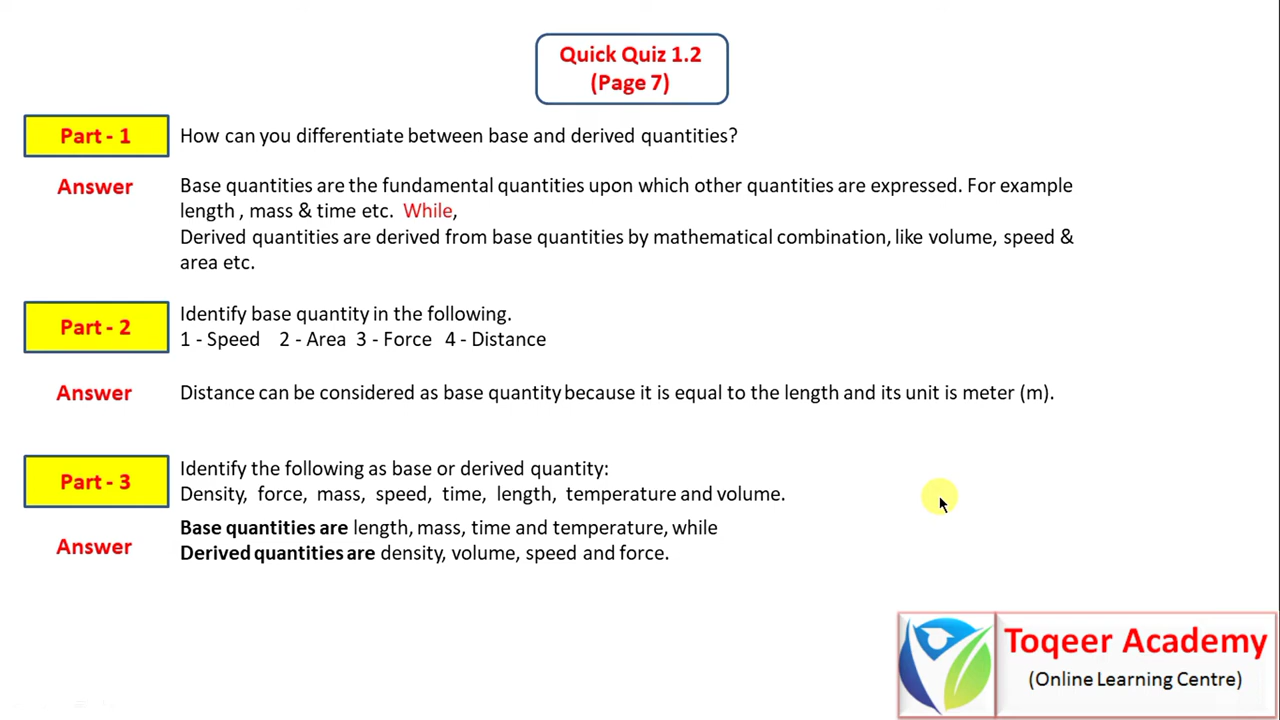 Quick Quiz 1.2
(Page 7)
Part - 1
How can you differentiate between base and derived quantities?
Answer
Base quantities are the fundamental quantities upon which other quantities are expressed. For example
length , mass & time etc. While,
Derived quantities are derived from base quantities by mathematical combination, like volume, speed &
area etc.
Part - 2
Identify base quantity in the following.
1 - Speed 2 - Area 3 - Force 4 - Distance
Answer
Distance can be considered as base quantity because it is equal to the length and its unit is meter (m).
Part - 3
Identify the following as base or derived quantity:
Density, force, mass, speed, time, length, temperature and volume.
Answer
Base quantities are length, mass, time and temperature, while
Derived quantities are density, volume, speed and force.
Toqeer Academy
(Online Learning Centre)